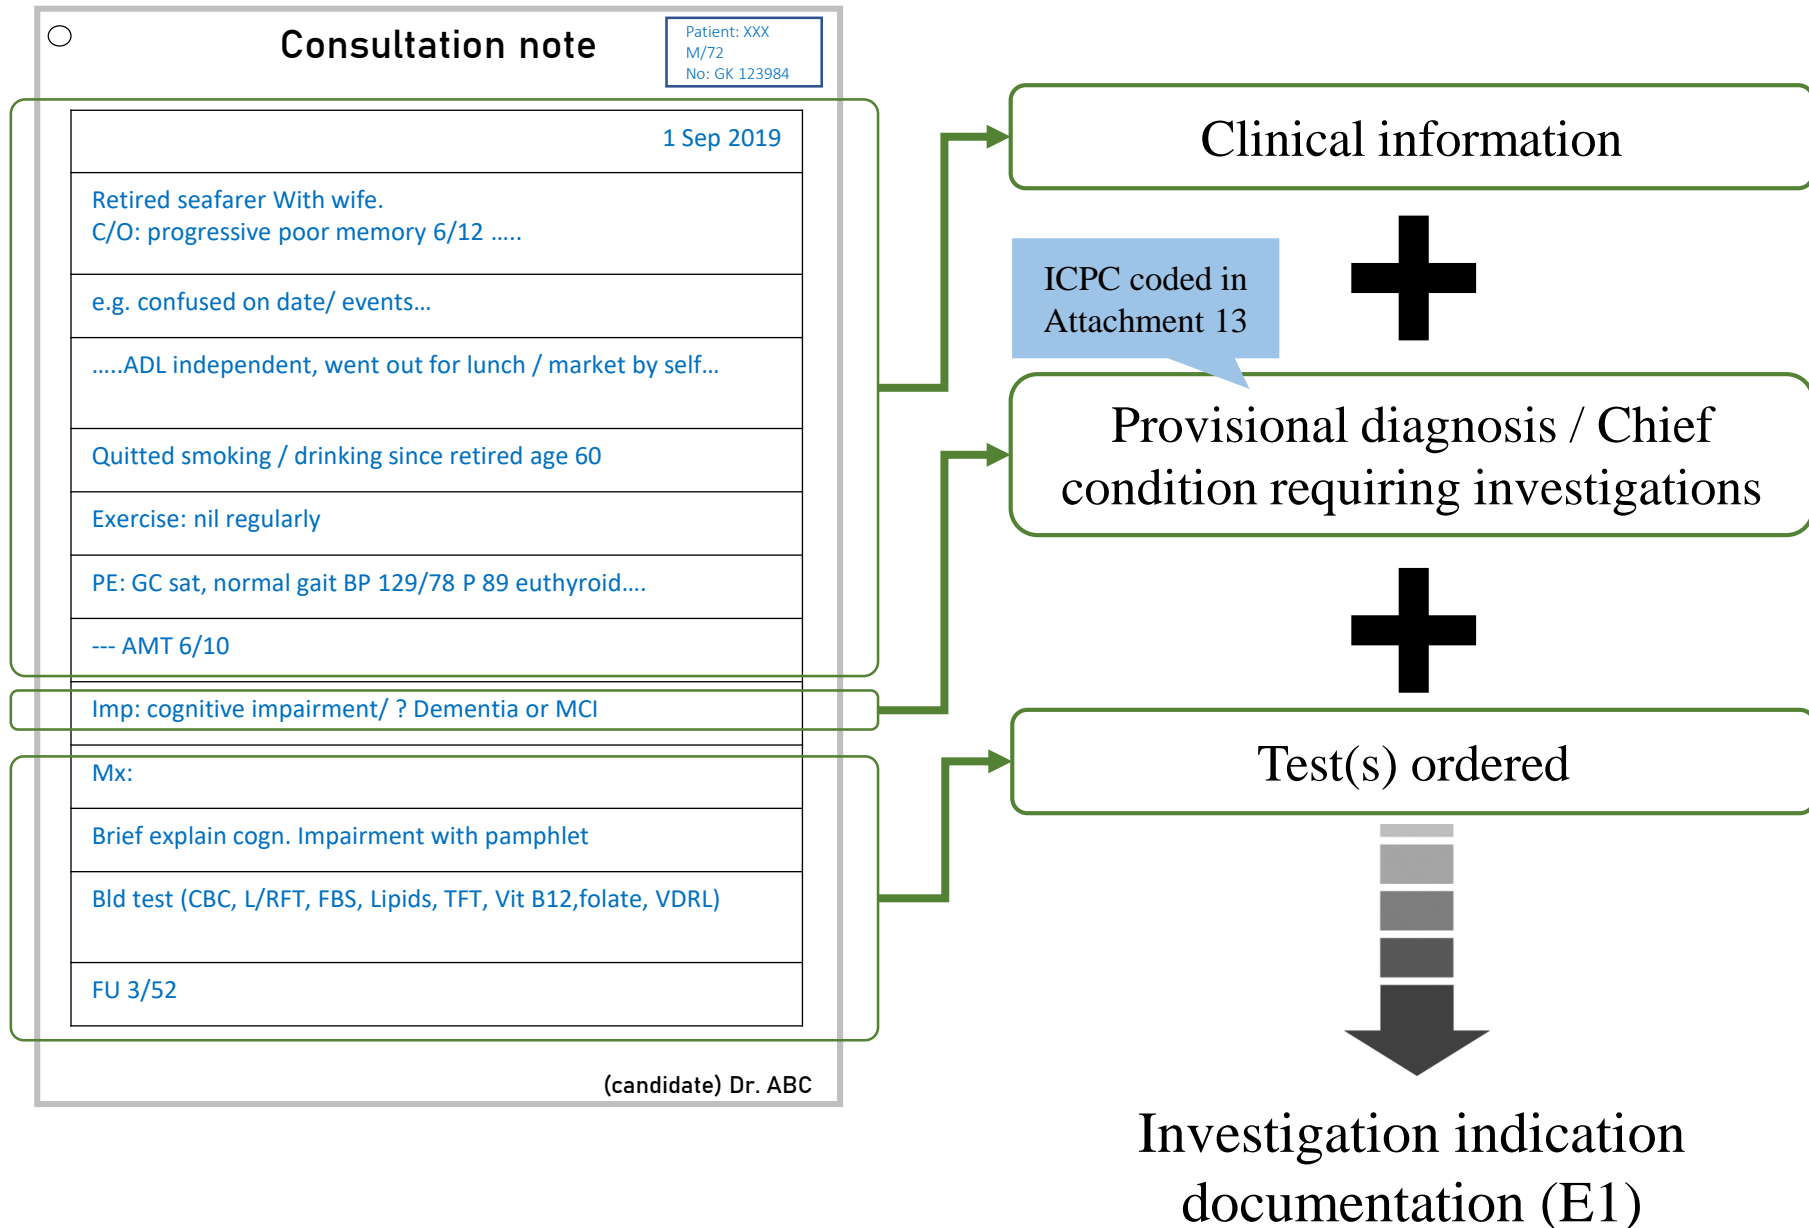 Consultation note
Patient: XXX
M/72
No: GK 123984
1 Sep 2019
Retired seafarer With wife.
C/O: progressive poor memory 6/12 .....
e.g. confused on date/ events...
.....ADL independent, went out for lunch / market by self...
Quitted smoking / drinking since retired age 60
Exercise: nil regularly
PE: GC sat, normal gait BP 129/78 P 89 euthyroid....
--- AMT 6/10
Imp: cognitive impairment/ ? Dementia or MCI
Mx:
Brief explain cogn. Impairment with pamphlet
Bld test (CBC, L/RFT, FBS, Lipids, TFT, Vit B12,folate, VDRL)
FU 3/52
(candidate) Dr. ABC
Clinical information
ICPC coded in
Attachment 13
Provisional diagnosis / Chief
condition requiring investigations
Test(s) ordered
Investigation indication
documentation (E1)